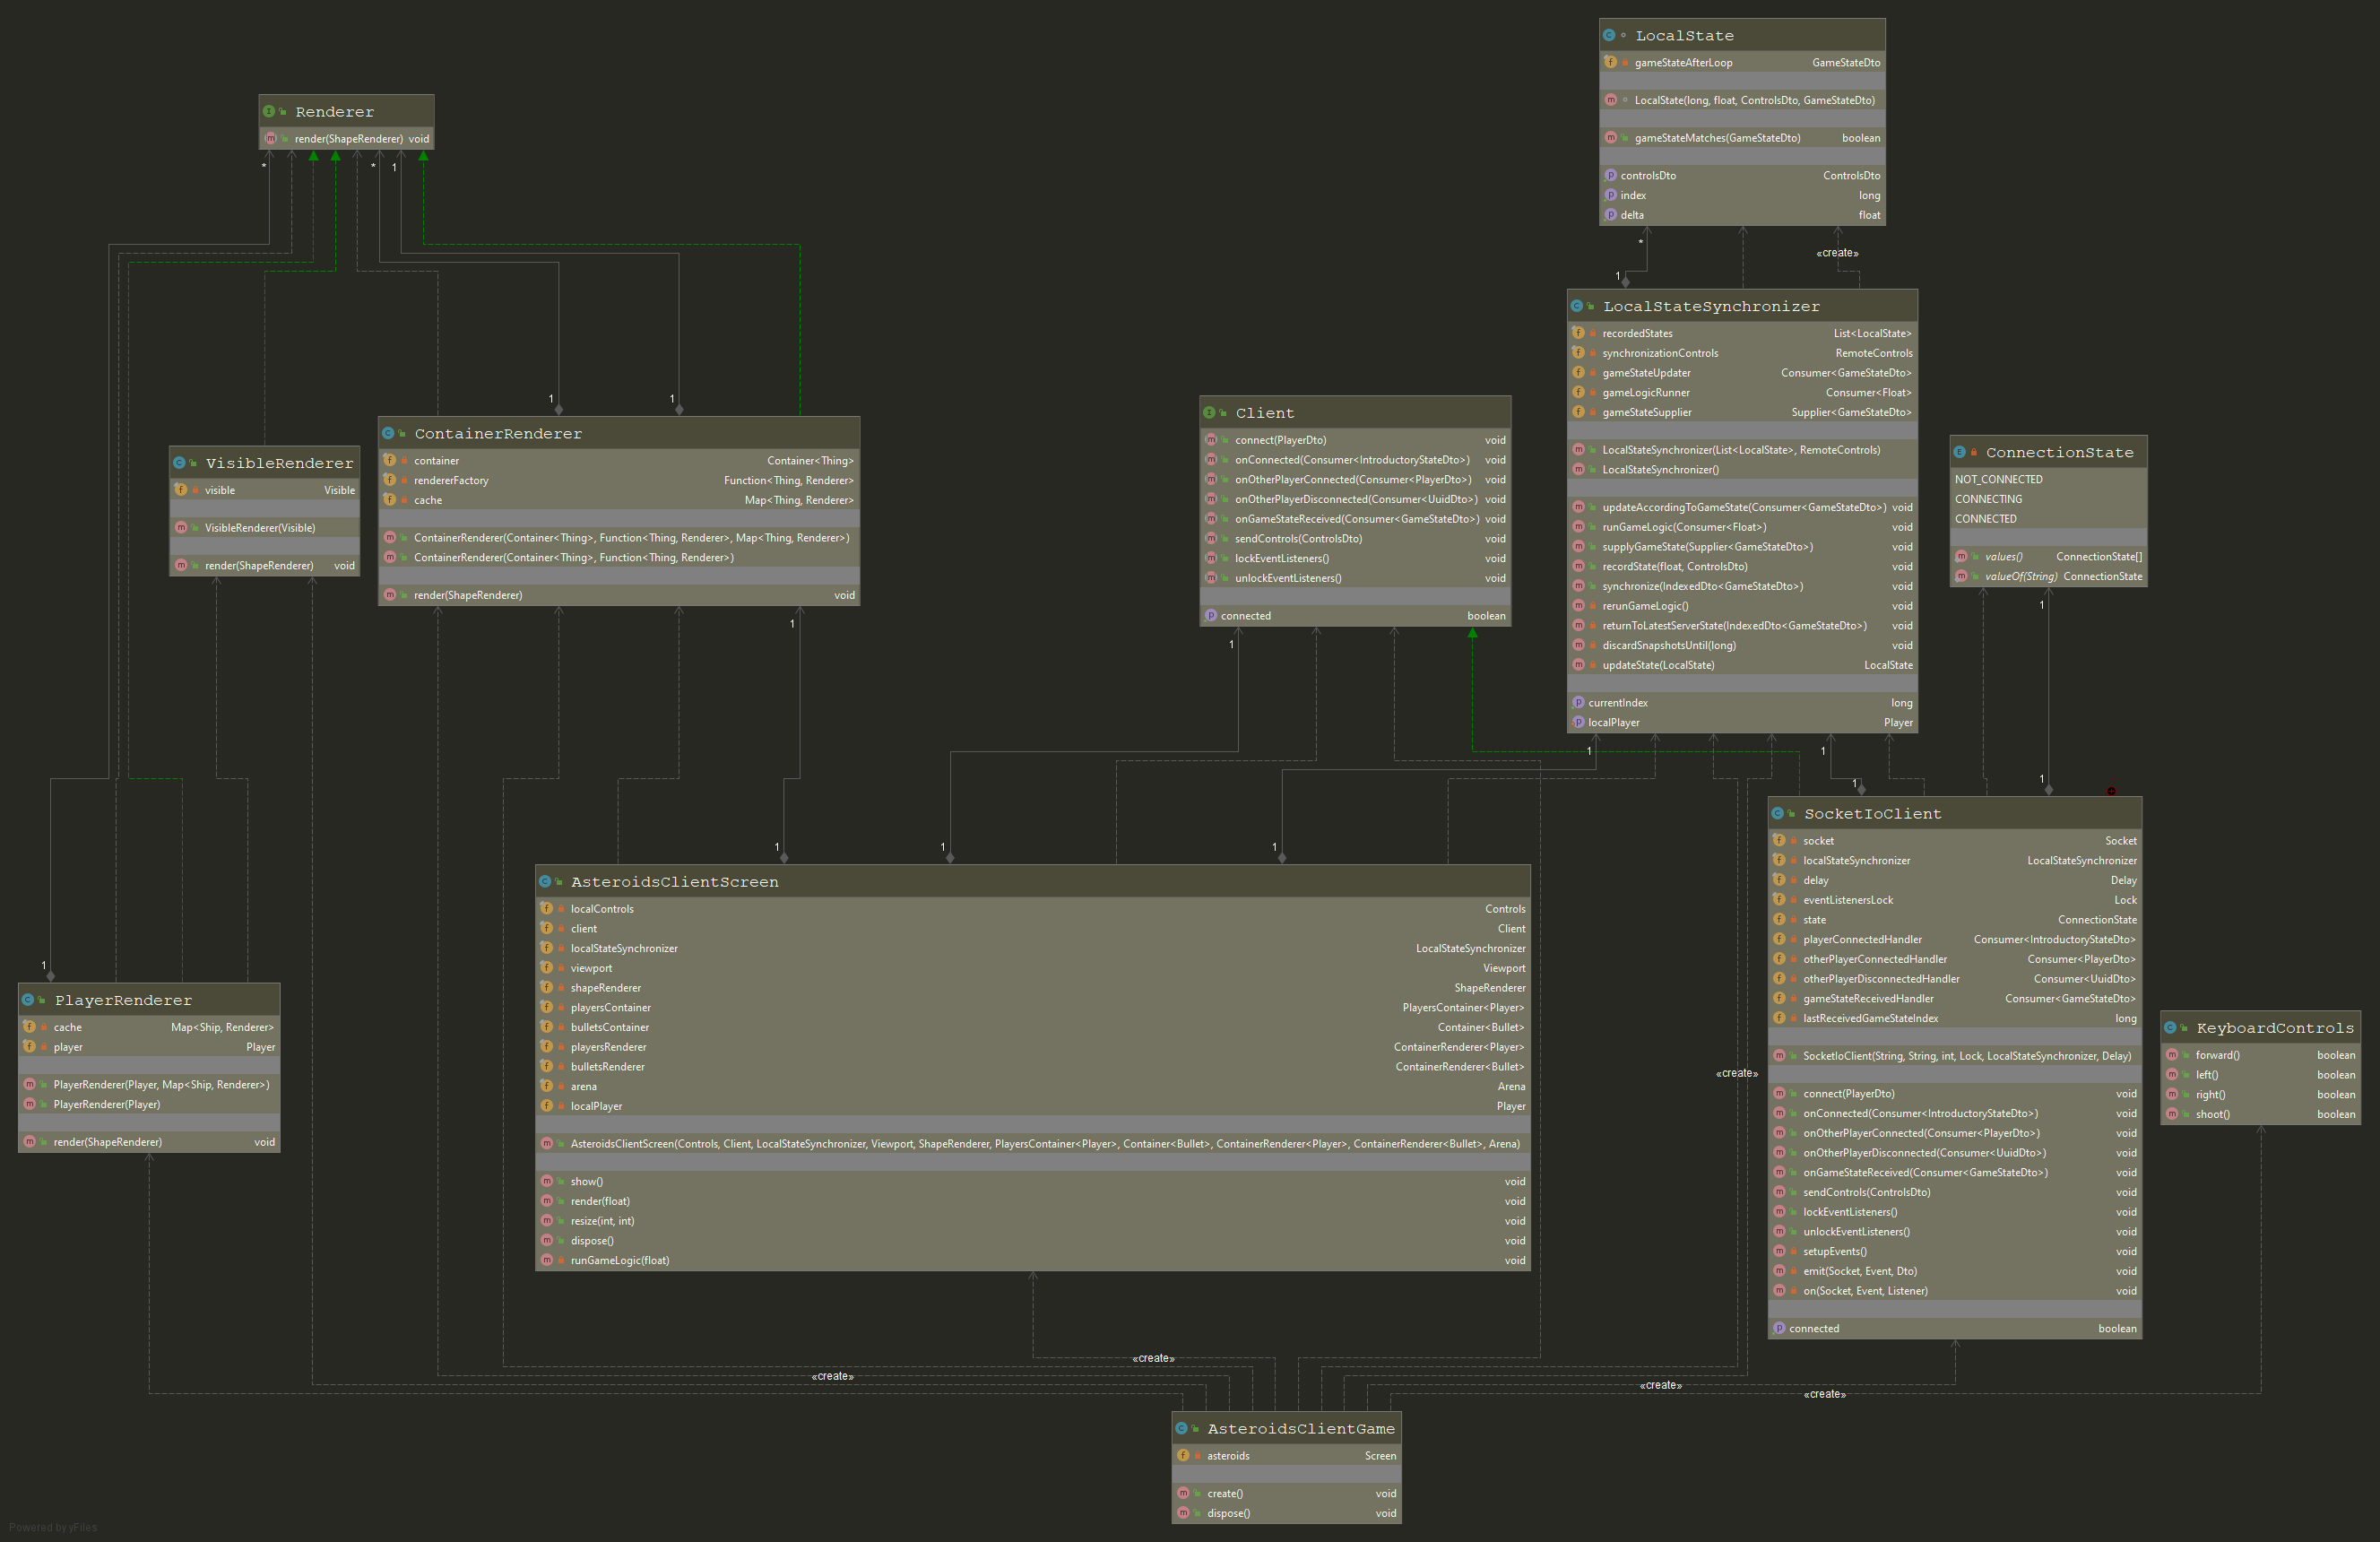 LocalState
gameStateAfterLoop GameStateDto
LocalState(long, float, ControlsDto, GameStateDto)
gameStateMatches(GameStateDto) boolean
controlsDto ControlsDto
index long
delta float
Renderer
render(ShapeRenderer) void
* * 1
*
«create»
1
LocalStateSynchronizer
recordedStates List<LocalState>
synchronizationControls RemoteControls
gameStateUpdater Consumer<GameStateDto>
gameLogicRunner Consumer<Float>
gameStateSupplier Supplier<GameStateDto>
LocalStateSynchronizer(List<LocalState>, RemoteControls)
LocalStateSynchronizer()
updateAccordingToGameState(Consumer<GameStateDto>) void
runGameLogic(Consumer<Float>) void
supplyGameState(Supplier<GameStateDto>) void
recordState(float, ControlsDto) void
synchronize(IndexedDto<GameStateDto>) void
rerunGameLogic() void
returnToLatestServerState(IndexedDto<GameStateDto>) void
discardSnapshotsUntil(long) void
updateState(LocalState) LocalState
currentIndex long
localPlayer Player
1 1
VisibleRenderer
visible Visible
VisibleRenderer(Visible)
render(ShapeRenderer) void
ContainerRenderer
container Container<Thing>
rendererFactory Function<Thing, Renderer>
cache Map<Thing, Renderer>
ContainerRenderer(Container<Thing>, Function<Thing, Renderer>, Map<Thing, Renderer>)
ContainerRenderer(Container<Thing>, Function<Thing, Renderer>)
render(ShapeRenderer) void
1
Client
connect(PlayerDto) void
onConnected(Consumer<IntroductoryStateDto>) void
onOtherPlayerConnected(Consumer<PlayerDto>) void
onOtherPlayerDisconnected(Consumer<UuidDto>) void
onGameStateReceived(Consumer<GameStateDto>) void
sendControls(ControlsDto) void
lockEventListeners() void
unlockEventListeners() void
connected boolean
1
ConnectionState
NOT_CONNECTED
CONNECTING
CONNECTED
values() ConnectionState[]
valueOf(String) ConnectionState
1
1 1
1 1
1 1 1
AsteroidsClientScreen
localControls Controls
client Client
localStateSynchronizer LocalStateSynchronizer
viewport Viewport
shapeRenderer ShapeRenderer
playersContainer PlayersContainer<Player>
bulletsContainer Container<Bullet>
playersRenderer ContainerRenderer<Player>
bulletsRenderer ContainerRenderer<Bullet>
arena Arena
localPlayer Player
AsteroidsClientScreen(Controls, Client, LocalStateSynchronizer, Viewport, ShapeRenderer, PlayersContainer<Player>, Container<Bullet>, ContainerRenderer<Player>, ContainerRenderer<Bullet>, Arena)
show() void
render(float) void
resize(int, int) void
dispose() void
runGameLogic(float) void
SocketIoClient
socket Socket
localStateSynchronizer LocalStateSynchronizer
delay Delay
eventListenersLock Lock
state ConnectionState
playerConnectedHandler Consumer<IntroductoryStateDto>
otherPlayerConnectedHandler Consumer<PlayerDto>
otherPlayerDisconnectedHandler Consumer<UuidDto>
gameStateReceivedHandler Consumer<GameStateDto>
lastReceivedGameStateIndex long
SocketIoClient(String, String, int, Lock, LocalStateSynchronizer, Delay)
connect(PlayerDto) void
onConnected(Consumer<IntroductoryStateDto>) void
onOtherPlayerConnected(Consumer<PlayerDto>) void
onOtherPlayerDisconnected(Consumer<UuidDto>) void
onGameStateReceived(Consumer<GameStateDto>) void
sendControls(ControlsDto) void
lockEventListeners() void
unlockEventListeners() void
setupEvents() void
emit(Socket, Event, Dto) void
on(Socket, Event, Listener) void
connected boolean
1
PlayerRenderer
cache Map<Ship, Renderer>
player Player
PlayerRenderer(Player, Map<Ship, Renderer>)
PlayerRenderer(Player)
render(ShapeRenderer) void
KeyboardControls
forward() boolean
left() boolean
right() boolean
shoot() boolean
«create»
«create»
«create»
«create»
«create»
AsteroidsClientGame
asteroids Screen
create() void
dispose() void
Powered by yFiles